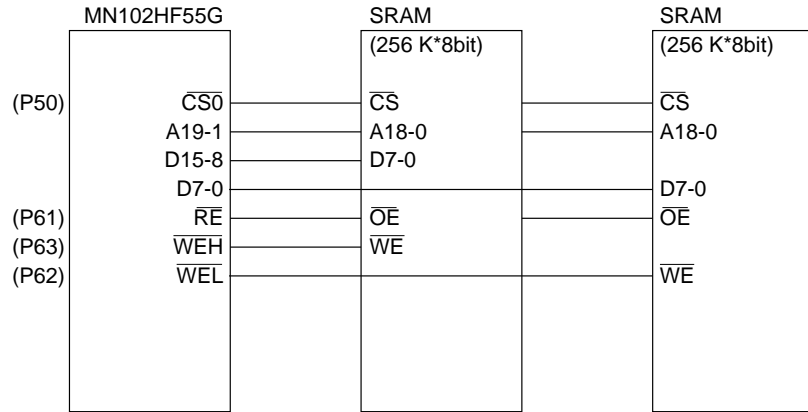 MN102HF55G SRAM SRAM
(256 K*8bit) (256 K*8bit)
(P50) CS0 CS CS
A19-1 A18-0 A18-0
D15-8 D7-0
D7-0 D7-0
(P61) RE OE OE
(P63) WEH WE
(P62) WEL WE